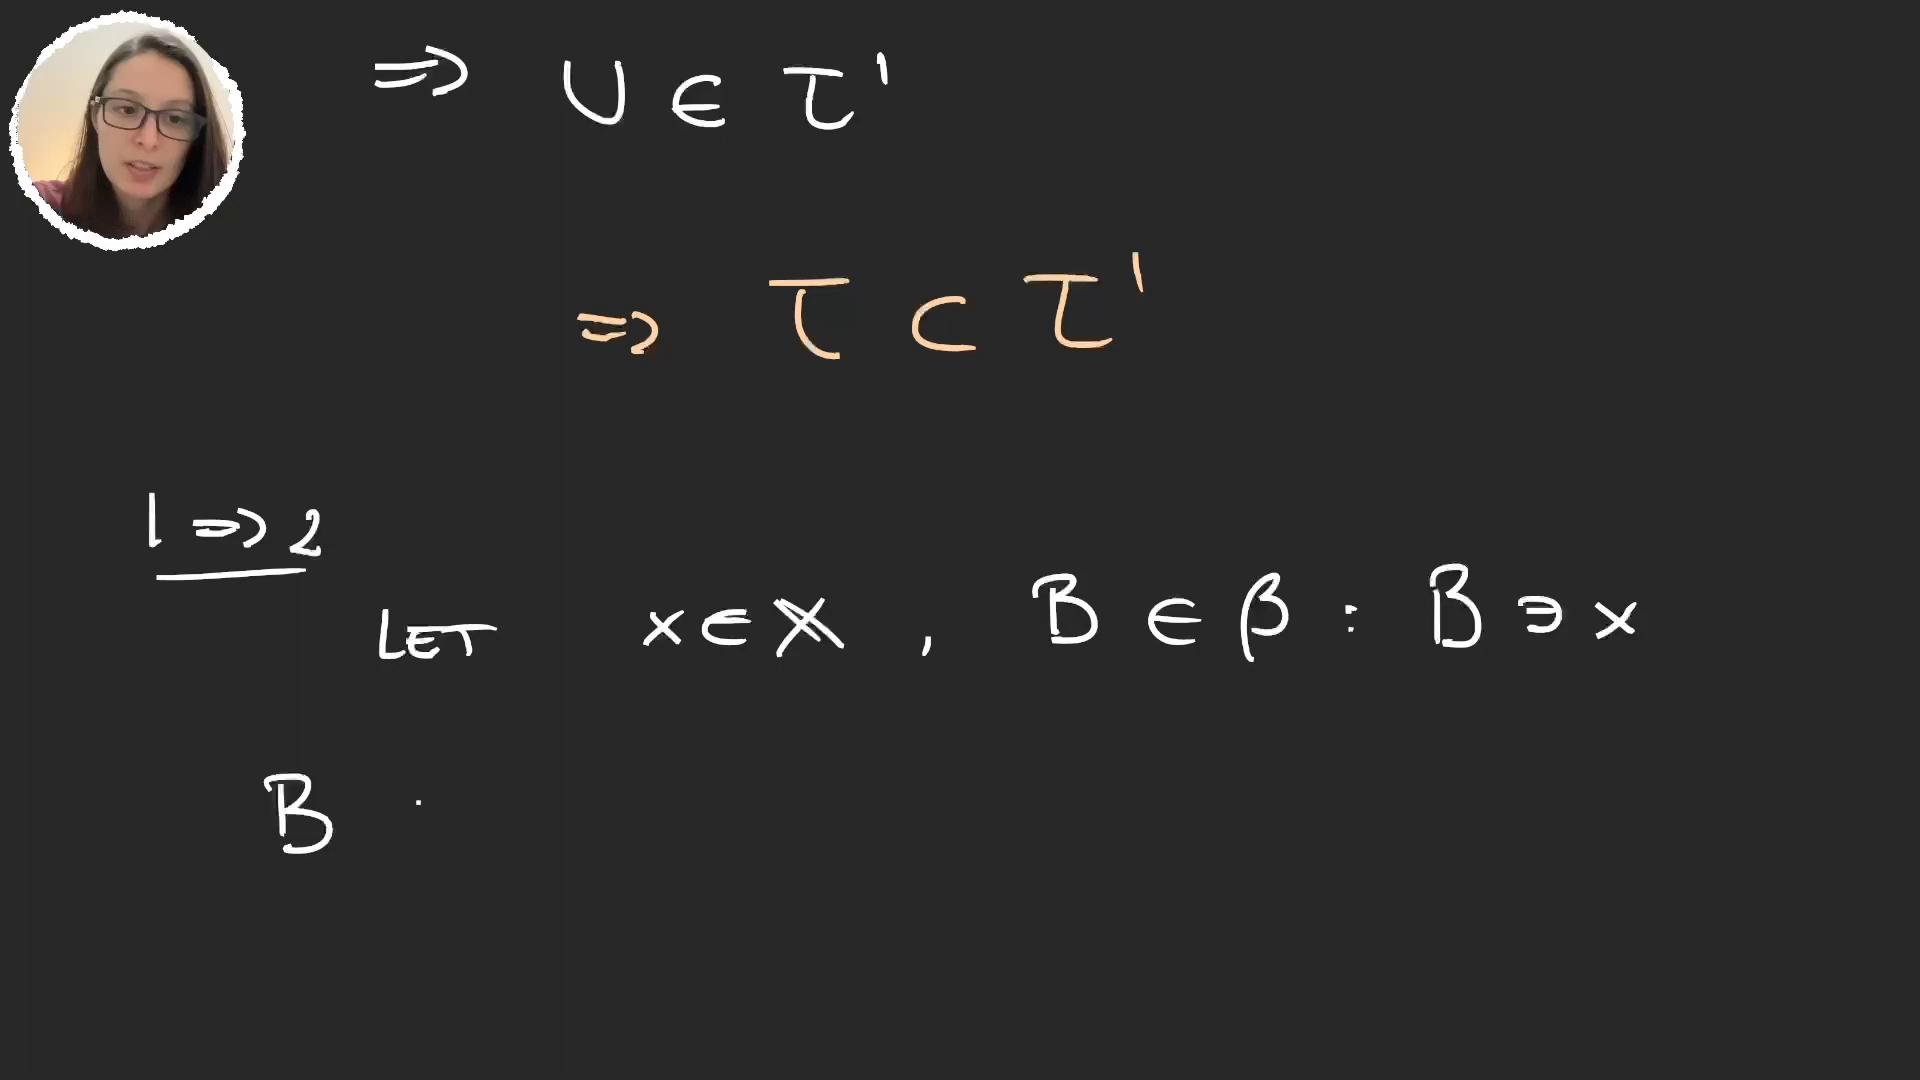 ⇒ U ∈ τ'
⇒ τ ⊂ τ'
1 ⇒ 2
LET x ∈ X , B ∈ β : B ∋ x
B ·